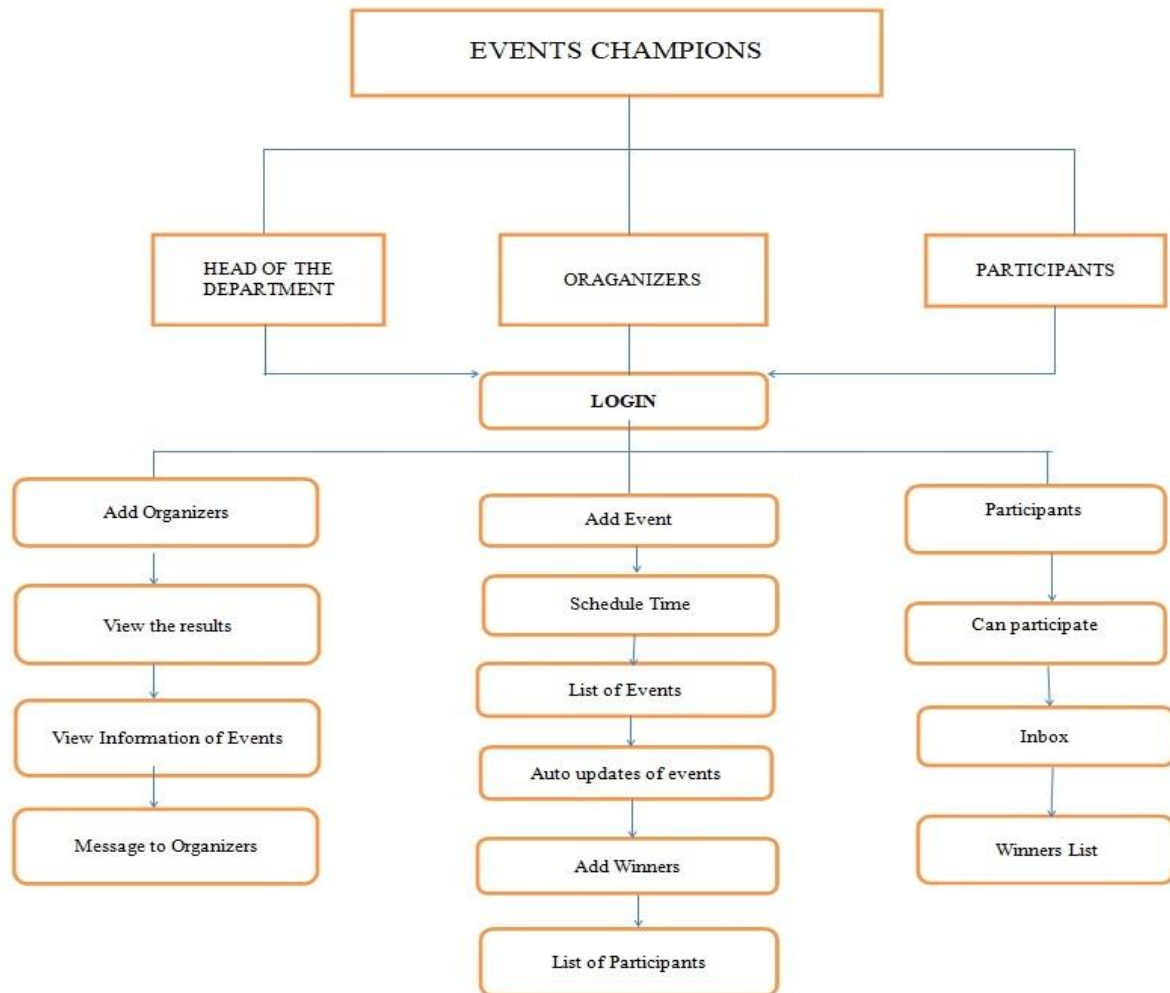 EVENTS CHAMPIONS
HEAD OF THE
DEPARTMENT
ORAGANIZERS
PARTICIPANTS
LOGIN
Add Organizers
View the results
View Information of Events
Message to Organizers
Add Event
Schedule Time
List of Events
Auto updates of events
Add Winners
List of Participants
Participants
Can participate
Inbox
Winners List